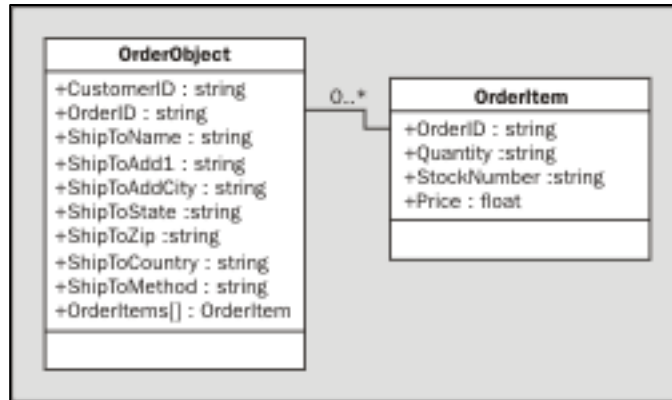 OrderObject
+CustomerID : string
+OrderID : string
+ShipToName : string
+ShipToAdd1 : string
+ShipToAddCity : string
+ShipToState :string
+ShipToZip :string
+ShipToCountry : string
+ShipToMethod : string
+OrderItems[] : OrderItem
0..*
OrderItem
+OrderID : string
+Quantity :string
+StockNumber :string
+Price : float